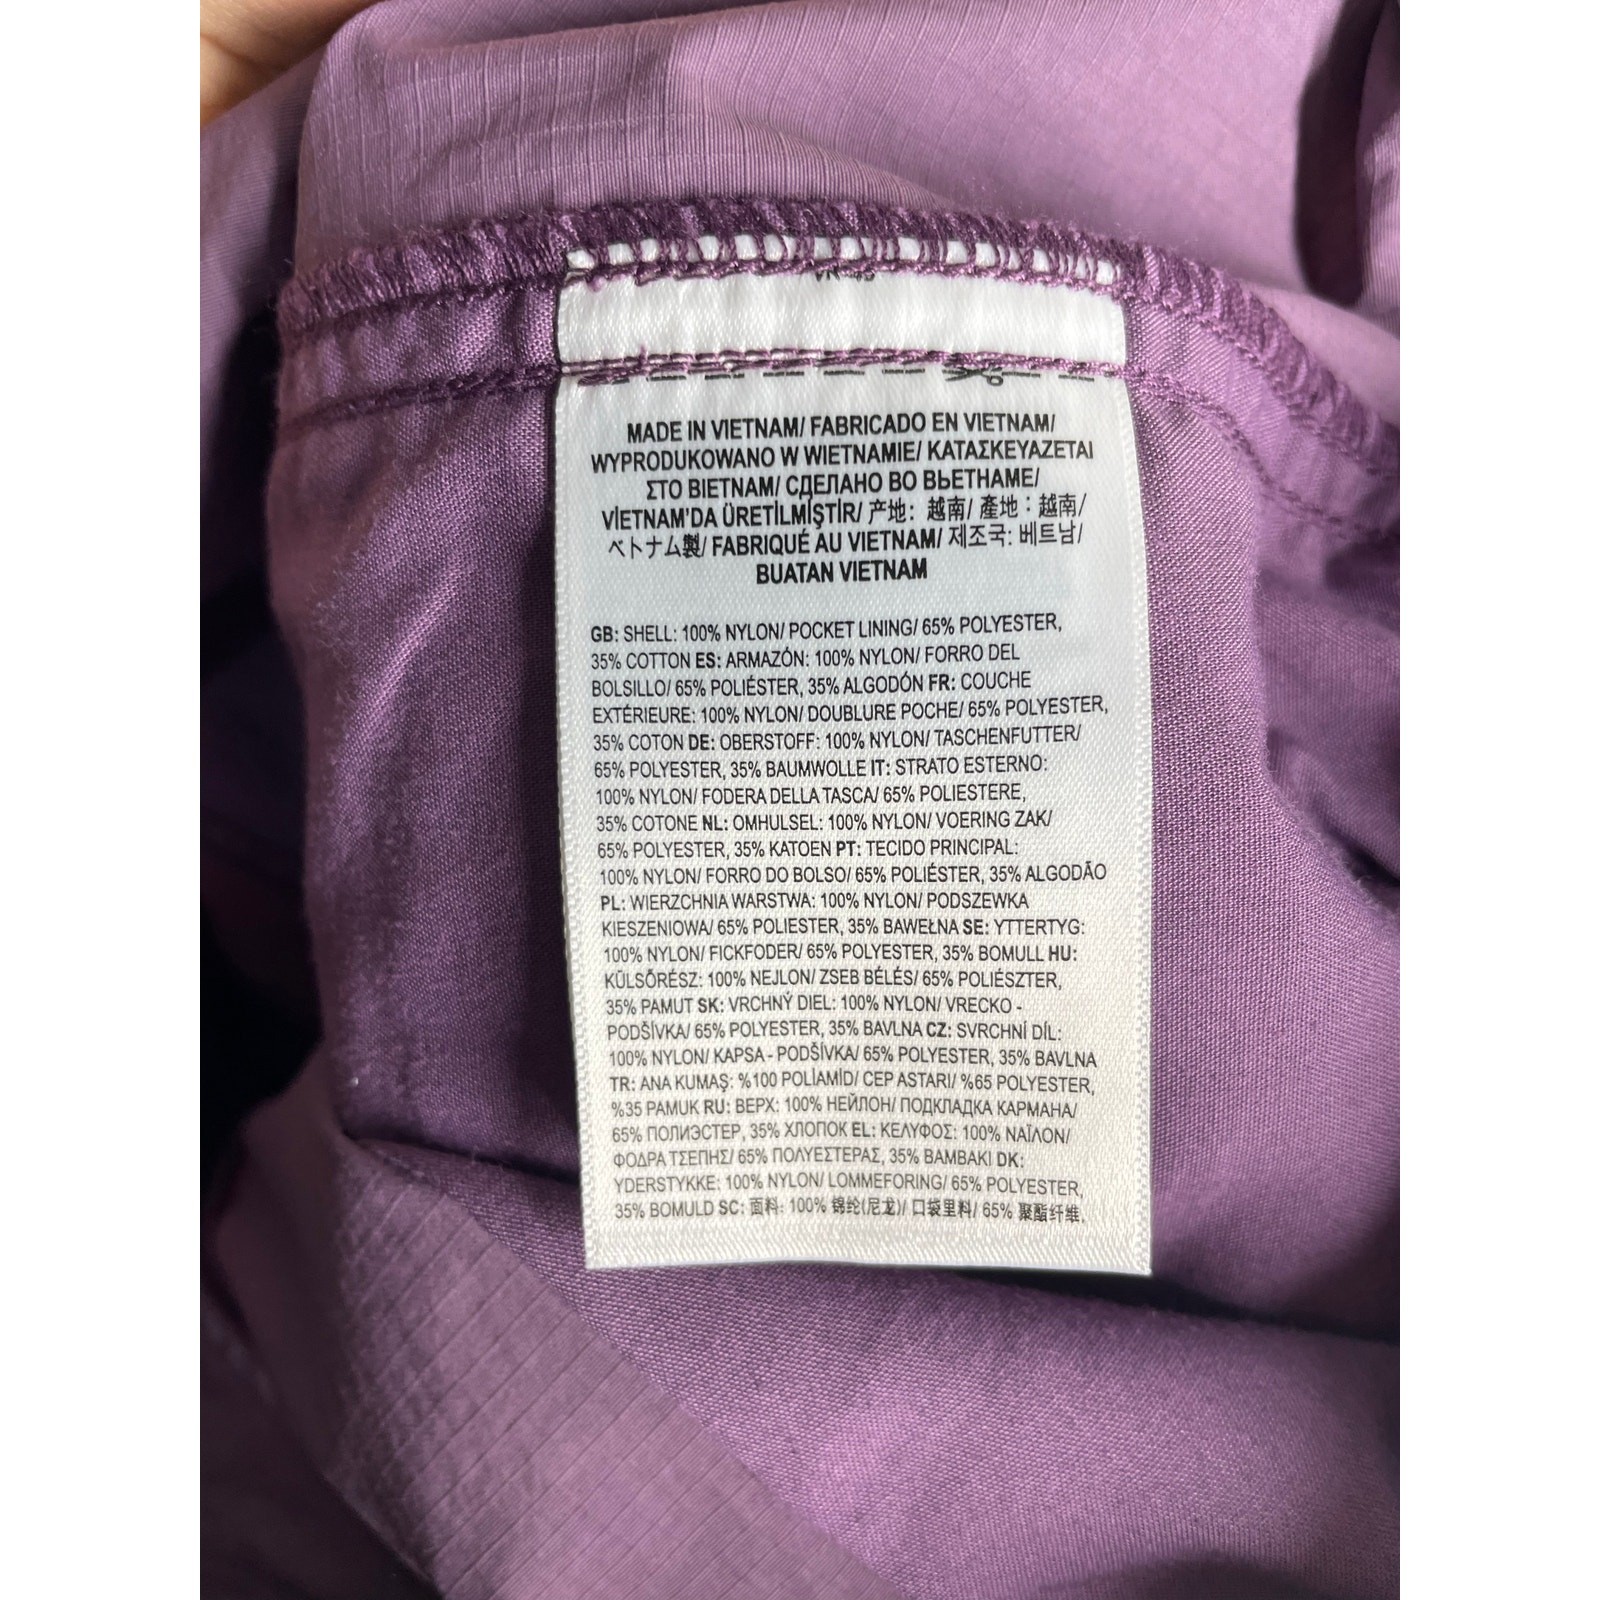 MADE IN VIETNAM/ FABRICADO EN VIETNAM/
WYPRODUKOWANO W WIETNAMIE/ ΚΑΤΑΣΚΕΥΑΖΕΤΑΙ
ΣΤΟ ΒΙΕΤΝΑΜ/ СДЕЛАНО ВО ВЬЕТНАМЕ/
VİETNAM'DA ÜRETİLMİŞTİR/ 产地: 越南/ 產地：越南/
ベトナム製/ FABRIQUÉ AU VIETNAM/ 제조국: 베트남/
BUATAN VIETNAM
GB: SHELL: 100% NYLON/ POCKET LINING/ 65% POLYESTER,
35% COTTON ES: ARMAZÓN: 100% NYLON/ FORRO DEL
BOLSILLO/ 65% POLIÉSTER, 35% ALGODÓN FR: COUCHE
EXTÉRIEURE: 100% NYLON/ DOUBLURE POCHE/ 65% POLYESTER,
35% COTON DE: OBERSTOFF: 100% NYLON/ TASCHENFUTTER/
65% POLYESTER, 35% BAUMWOLLE IT: STRATO ESTERNO:
100% NYLON/ FODERA DELLA TASCA/ 65% POLIESTERE,
35% COTONE NL: OMHULSEL: 100% NYLON/ VOERING ZAK/
65% POLYESTER, 35% KATOEN PT: TECIDO PRINCIPAL:
100% NYLON/ FORRO DO BOLSO/ 65% POLIÉSTER, 35% ALGODÃO
PL: WIERZCHNIA WARSTWA: 100% NYLON/ PODSZEWKA
KIESZENIOWA/ 65% POLIESTER, 35% BAWEŁNA SE: YTTERTYG:
100% NYLON/ FICKFODER/ 65% POLYESTER, 35% BOMULL HU:
KÜLSŐRÉSZ: 100% NEJLON/ ZSEB BÉLÉS/ 65% POLIÉSZTER,
35% PAMUT SK: VRCHNÝ DIEL: 100% NYLON/ VRECKO -
PODŠÍVKA/ 65% POLYESTER, 35% BAVLNA CZ: SVRCHNÍ DÍL:
100% NYLON/ KAPSA - PODŠÍVKA/ 65% POLYESTER, 35% BAVLNA
TR: ANA KUMAŞ: %100 POLİAMİD/ CEP ASTARI/ %65 POLYESTER,
%35 PAMUK RU: ВЕРХ: 100% НЕЙЛОН/ ПОДКЛАДКА КАРМАНА/
65% ПОЛИЭСТЕР, 35% ХЛОПОК EL: ΚΕΛΥΦΟΣ: 100% ΝΑΪΛΟΝ/
ΦΟΔΡΑ ΤΣΕΠΗΣ/ 65% ΠΟΛΥΕΣΤΕΡΑΣ, 35% ΒΑΜΒΑΚΙ DK:
YDERSTYKKE: 100% NYLON/ LOMMEFORING/ 65% POLYESTER,
35% BOMULD SC: 面料: 100% 锦纶(尼龙)/ 口袋里料/ 65% 聚酯纤维,